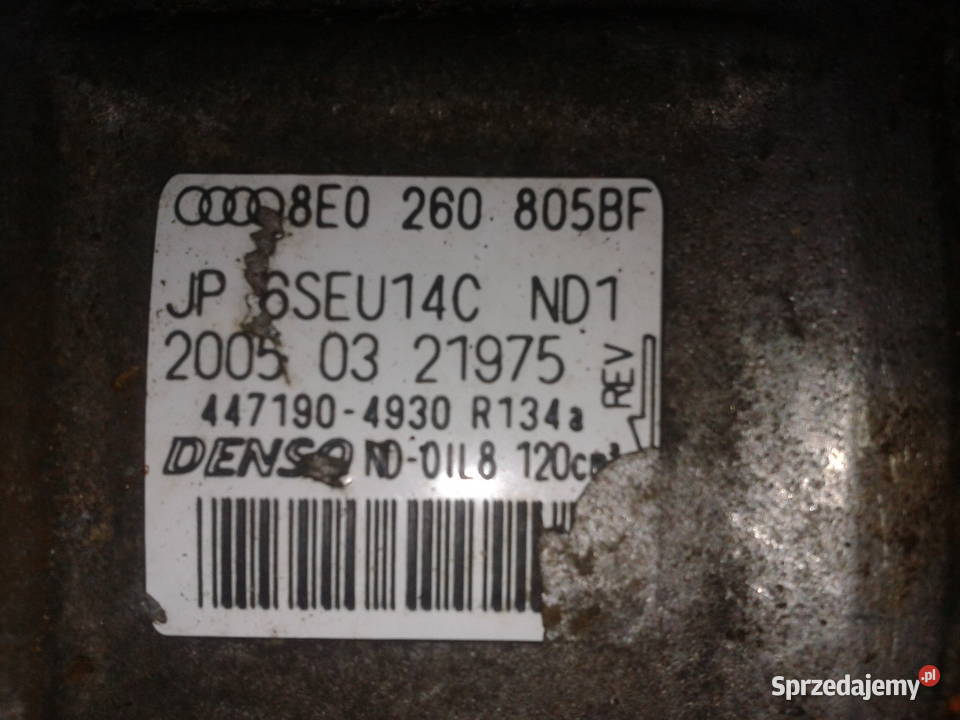 8E0 260 805BF
JP 6SEU14C ND1
2005 03 21975
REV
447190-4930 R134a
DENSO ND-OIL8 120cm³
Sprzedajemy.pl